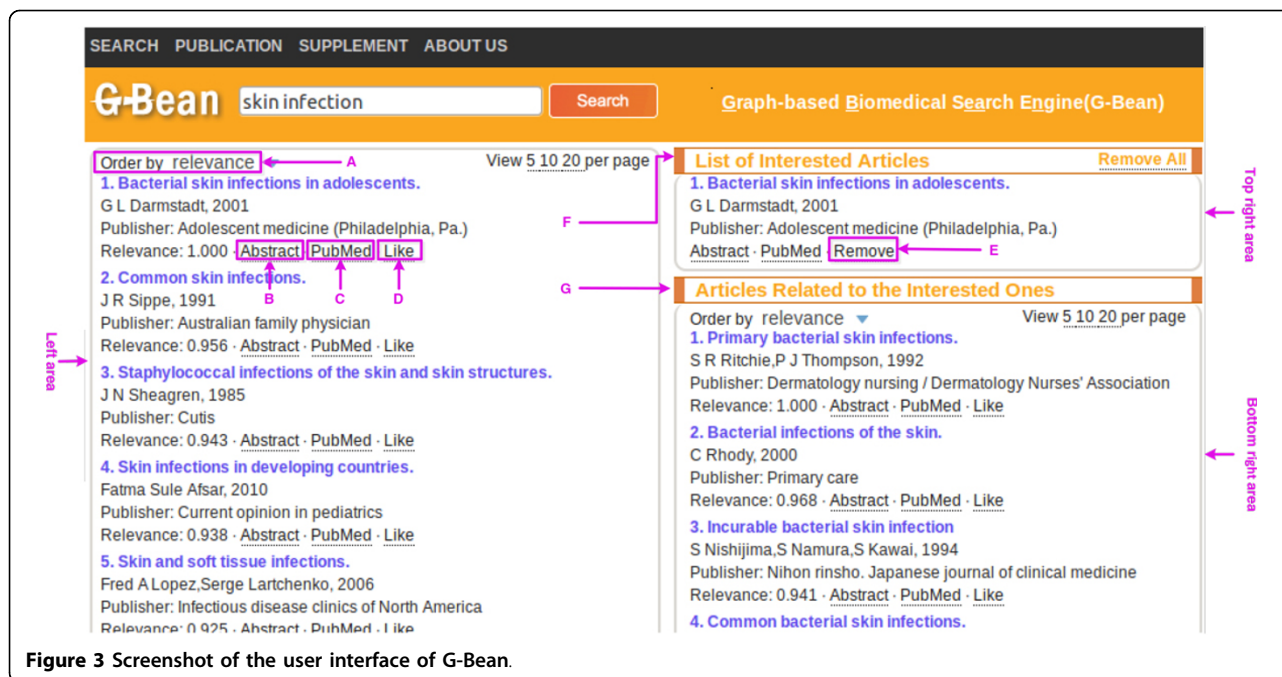 SEARCH PUBLICATION SUPPLEMENT ABOUT US
G-Bean
skin infection
Search
Graph-based Biomedical Search Engine(G-Bean)
Order by relevance
A
View 5 10 20 per page
1. Bacterial skin infections in adolescents.
G L Darmstadt, 2001
Publisher: Adolescent medicine (Philadelphia, Pa.)
Relevance: 1.000 · Abstract · PubMed · Like
B
C
D
2. Common skin infections.
J R Sippe, 1991
Publisher: Australian family physician
Relevance: 0.956 · Abstract · PubMed · Like
3. Staphylococcal infections of the skin and skin structures.
J N Sheagren, 1985
Publisher: Cutis
Relevance: 0.943 · Abstract · PubMed · Like
4. Skin infections in developing countries.
Fatma Sule Afsar, 2010
Publisher: Current opinion in pediatrics
Relevance: 0.938 · Abstract · PubMed · Like
5. Skin and soft tissue infections.
Fred A Lopez,Serge Lartchenko, 2006
Publisher: Infectious disease clinics of North America
Relevance: 0.925 · Abstract · PubMed · Like
Left area
F
List of Interested Articles
Remove All
1. Bacterial skin infections in adolescents.
G L Darmstadt, 2001
Publisher: Adolescent medicine (Philadelphia, Pa.)
Abstract · PubMed · Remove
E
Top right area
G
Articles Related to the Interested Ones
Order by relevance
View 5 10 20 per page
1. Primary bacterial skin infections.
S R Ritchie,P J Thompson, 1992
Publisher: Dermatology nursing / Dermatology Nurses' Association
Relevance: 1.000 · Abstract · PubMed · Like
2. Bacterial infections of the skin.
C Rhody, 2000
Publisher: Primary care
Relevance: 0.968 · Abstract · PubMed · Like
3. Incurable bacterial skin infection
S Nishijima,S Namura,S Kawai, 1994
Publisher: Nihon rinsho. Japanese journal of clinical medicine
Relevance: 0.941 · Abstract · PubMed · Like
4. Common bacterial skin infections.
Bottom right area
Figure 3 Screenshot of the user interface of G-Bean.